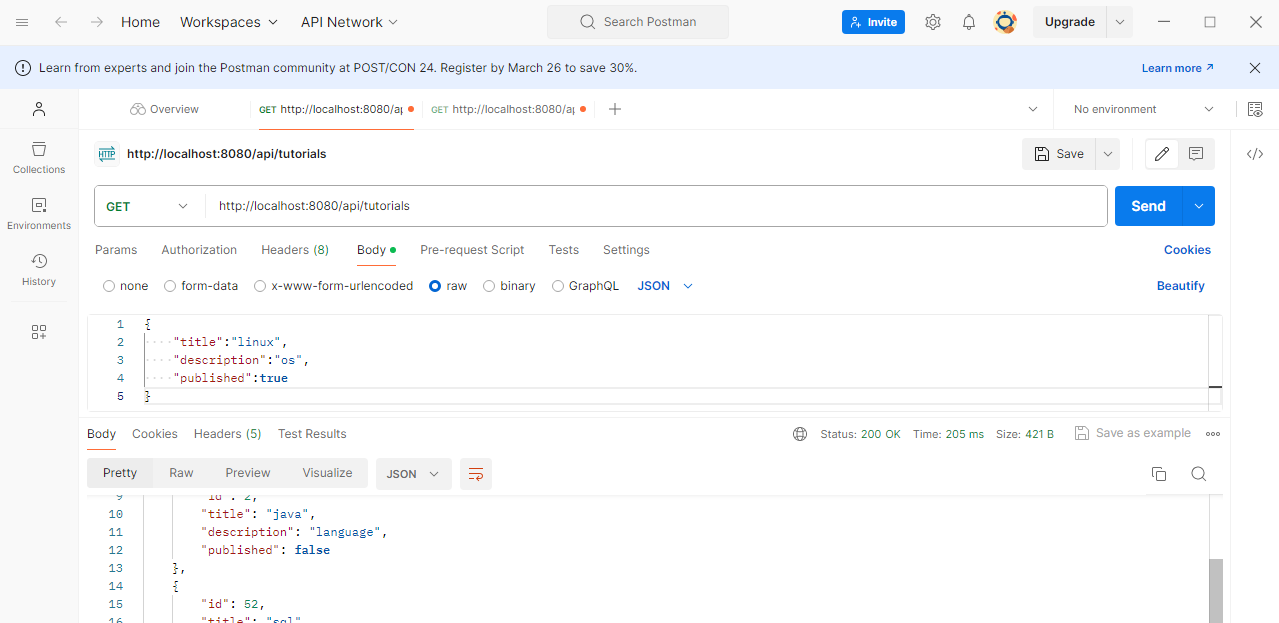 Home Workspaces API Network Search Postman Invite Upgrade
Learn from experts and join the Postman community at POST/CON 24. Register by March 26 to save 30%. Learn more
Overview GET http://localhost:8080/a GET http://localhost:8080/a No environment
HTTP http://localhost:8080/api/tutorials Save
Collections
Environments
History
GET http://localhost:8080/api/tutorials Send
Params Authorization Headers (8) Body Pre-request Script Tests Settings Cookies
none form-data x-www-form-urlencoded raw binary GraphQL JSON Beautify
1 {
2 "title":"linux",
3 "description":"os",
4 "published":true
5 }
Body Cookies Headers (5) Test Results Status: 200 OK Time: 205 ms Size: 421 B Save as example
Pretty Raw Preview Visualize JSON
9 "id": 2,
10 "title": "java",
11 "description": "language",
12 "published": false
13 },
14 {
15 "id": 52,
16 "title": "sql"